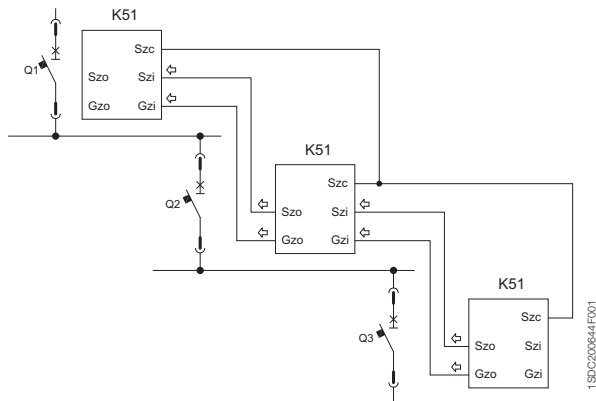 K51
Szc
Q1
Szo Szi
Gzo Gzi
K51
Szc
Q2
Szo Szi
Gzo Gzi
K51
Szc
Q3
Szo Szi
Gzo Gzi
1SDC200644F001